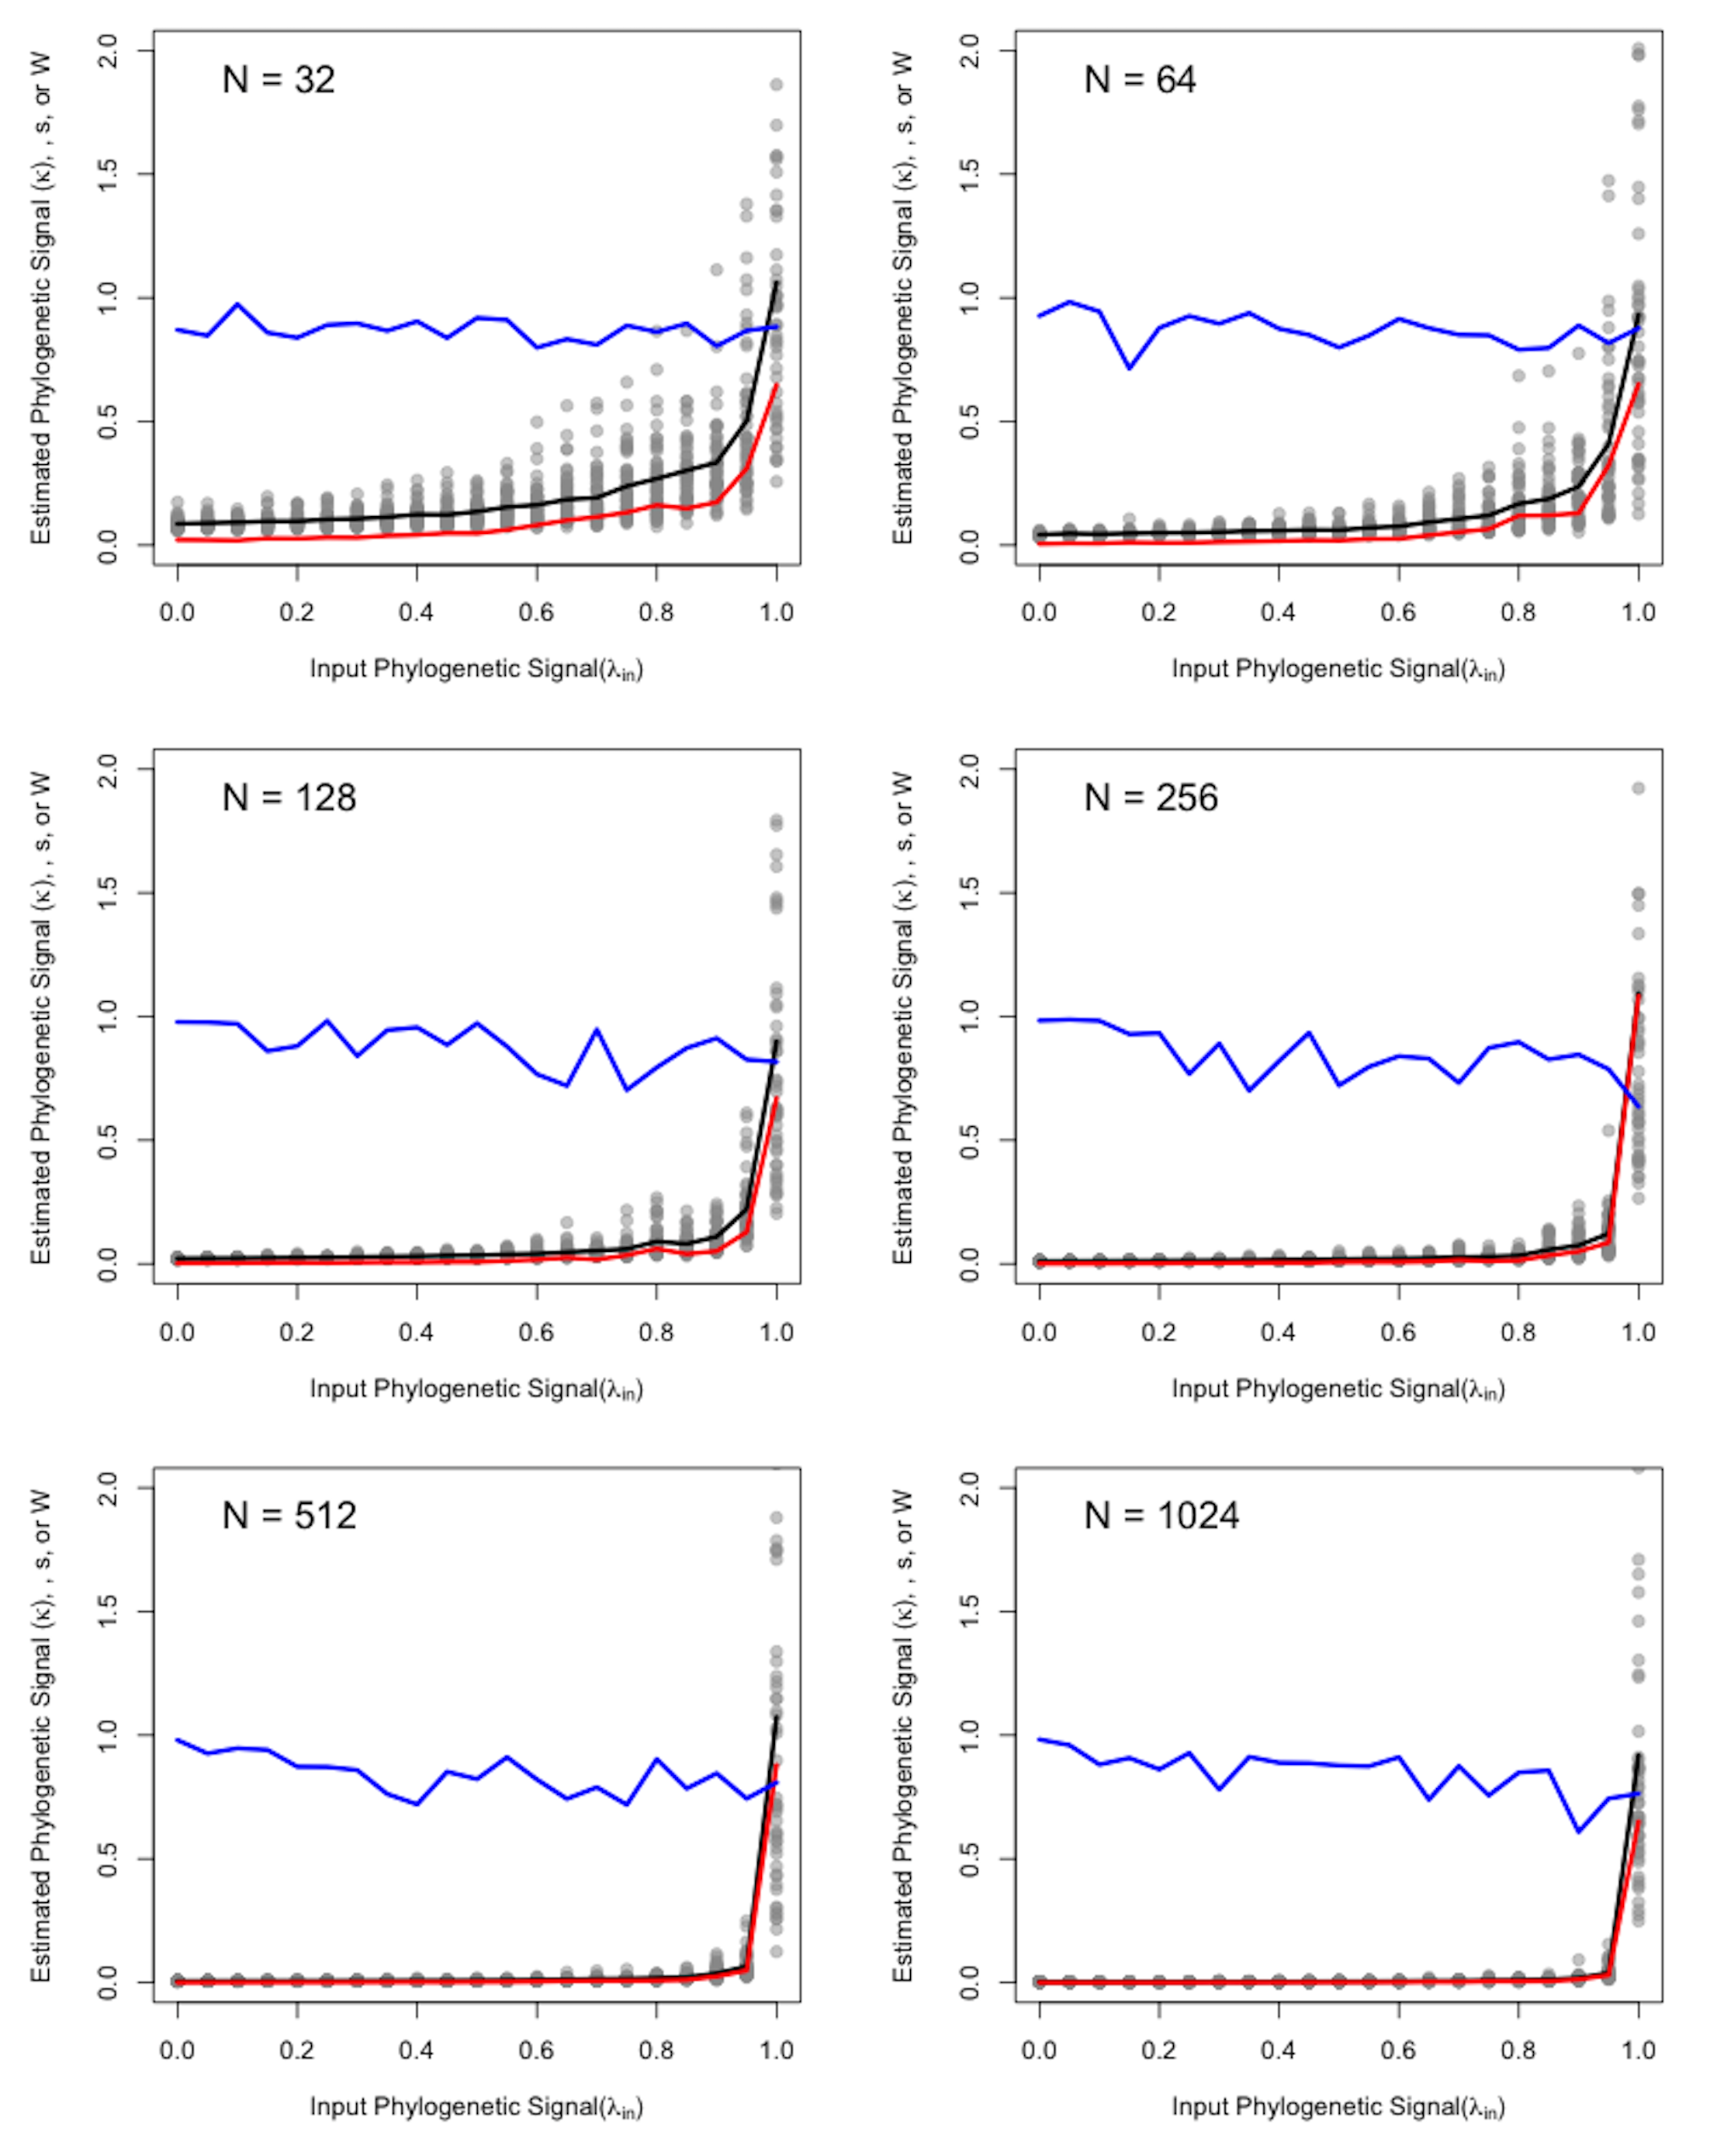 N = 32
Estimated Phylogenetic Signal (κ), , s, or W
2.0
1.5
1.0
0.5
0.0
0.0 0.2 0.4 0.6 0.8 1.0
Input Phylogenetic Signal(λin)
N = 64
Estimated Phylogenetic Signal (κ), , s, or W
2.0
1.5
1.0
0.5
0.0
0.0 0.2 0.4 0.6 0.8 1.0
Input Phylogenetic Signal(λin)
N = 128
Estimated Phylogenetic Signal (κ), , s, or W
2.0
1.5
1.0
0.5
0.0
0.0 0.2 0.4 0.6 0.8 1.0
Input Phylogenetic Signal(λin)
N = 256
Estimated Phylogenetic Signal (κ), , s, or W
2.0
1.5
1.0
0.5
0.0
0.0 0.2 0.4 0.6 0.8 1.0
Input Phylogenetic Signal(λin)
N = 512
Estimated Phylogenetic Signal (κ), , s, or W
2.0
1.5
1.0
0.5
0.0
0.0 0.2 0.4 0.6 0.8 1.0
Input Phylogenetic Signal(λin)
N = 1024
Estimated Phylogenetic Signal (κ), , s, or W
2.0
1.5
1.0
0.5
0.0
0.0 0.2 0.4 0.6 0.8 1.0
Input Phylogenetic Signal(λin)